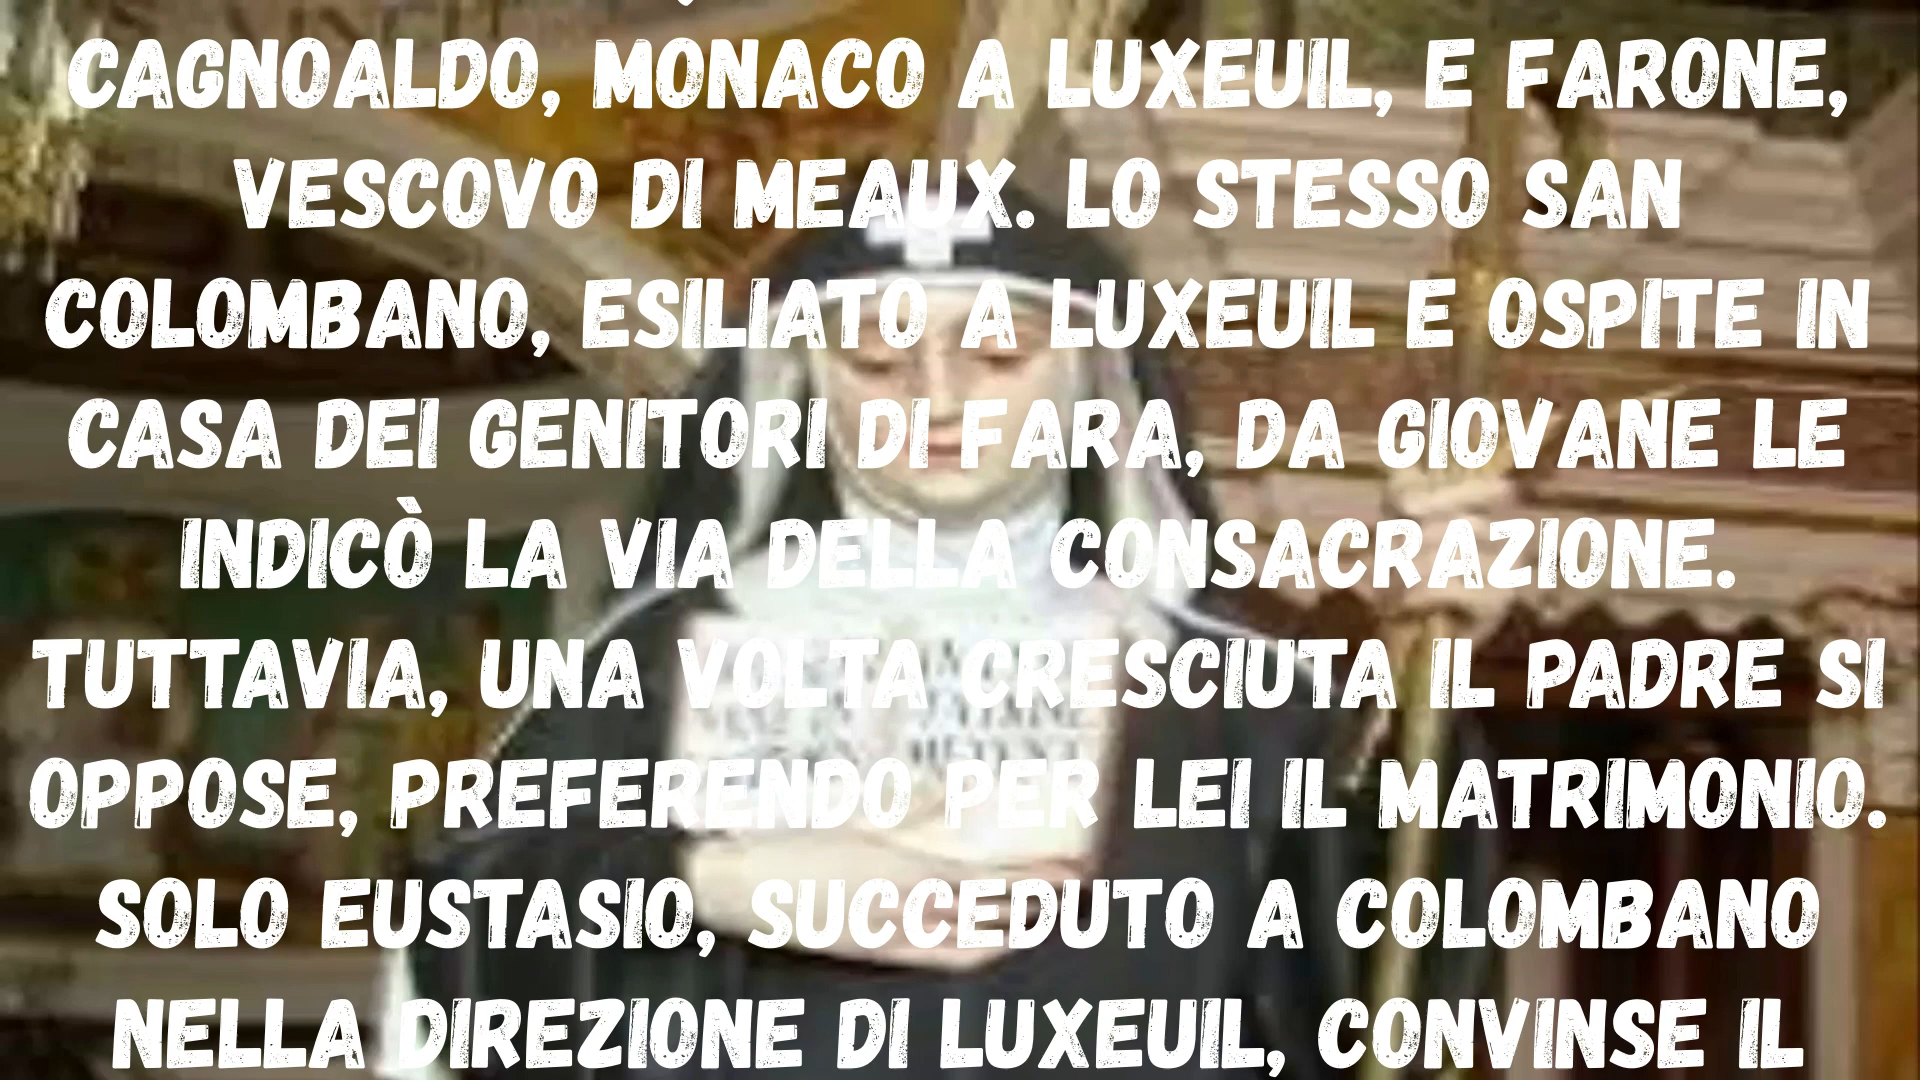 CAGNOALDO, MONACO A LUXEUIL, E FARONE,
VESCOVO DI MEAUX. LO STESSO SAN
COLOMBANO, ESILIATO A LUXEUIL E OSPITE IN
CASA DEI GENITORI DI FARA, DA GIOVANE LE
INDICÒ LA VIA DELLA CONSACRAZIONE.
TUTTAVIA, UNA VOLTA CRESCIUTA IL PADRE SI
OPPOSE, PREFERENDO PER LEI IL MATRIMONIO.
SOLO EUSTASIO, SUCCEDUTO A COLOMBANO
NELLA DIREZIONE DI LUXEUIL, CONVINSE IL